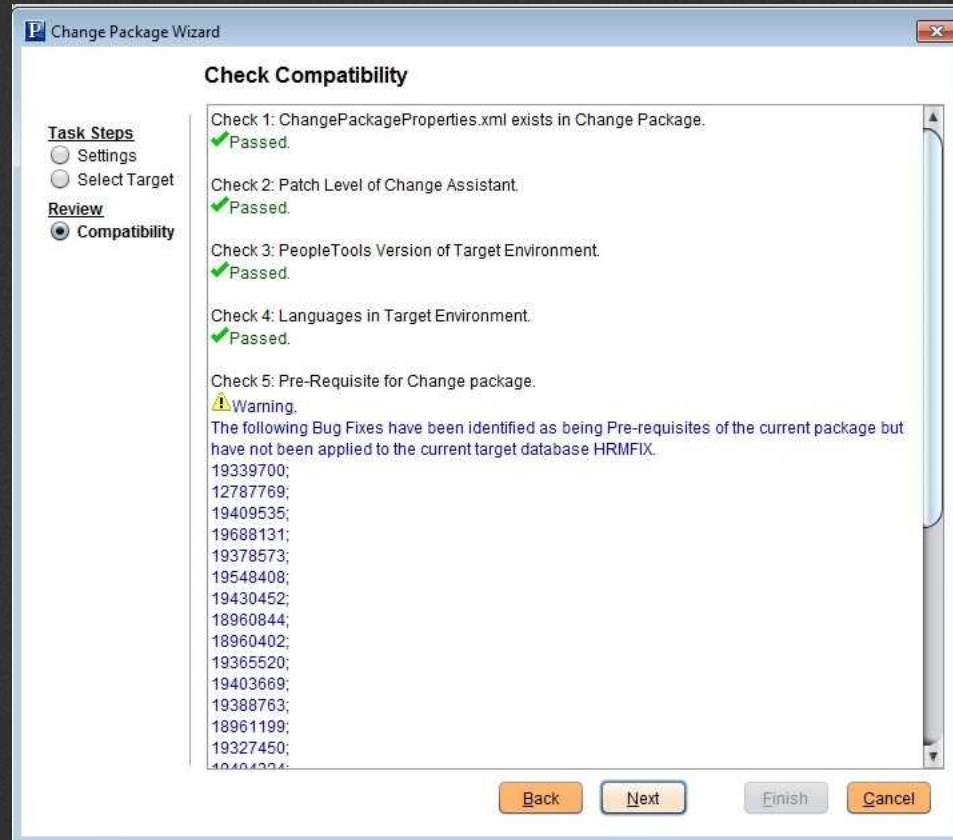 Change Package Wizard
Check Compatibility
Task Steps
Settings
Select Target
Review
Compatibility
Check 1: ChangePackageProperties.xml exists in Change Package.
Passed.
Check 2: Patch Level of Change Assistant.
Passed.
Check 3: PeopleTools Version of Target Environment.
Passed.
Check 4: Languages in Target Environment.
Passed.
Check 5: Pre-Requisite for Change package.
Warning.
The following Bug Fixes have been identified as being Pre-requisites of the current package but
have not been applied to the current target database HRMFIX.
19339700;
12787769;
19409535;
19688131;
19378573;
19548408;
19430452;
18960844;
18960402;
19365520;
19403669;
19388763;
18961199;
19327450;
Back
Next
Finish
Cancel